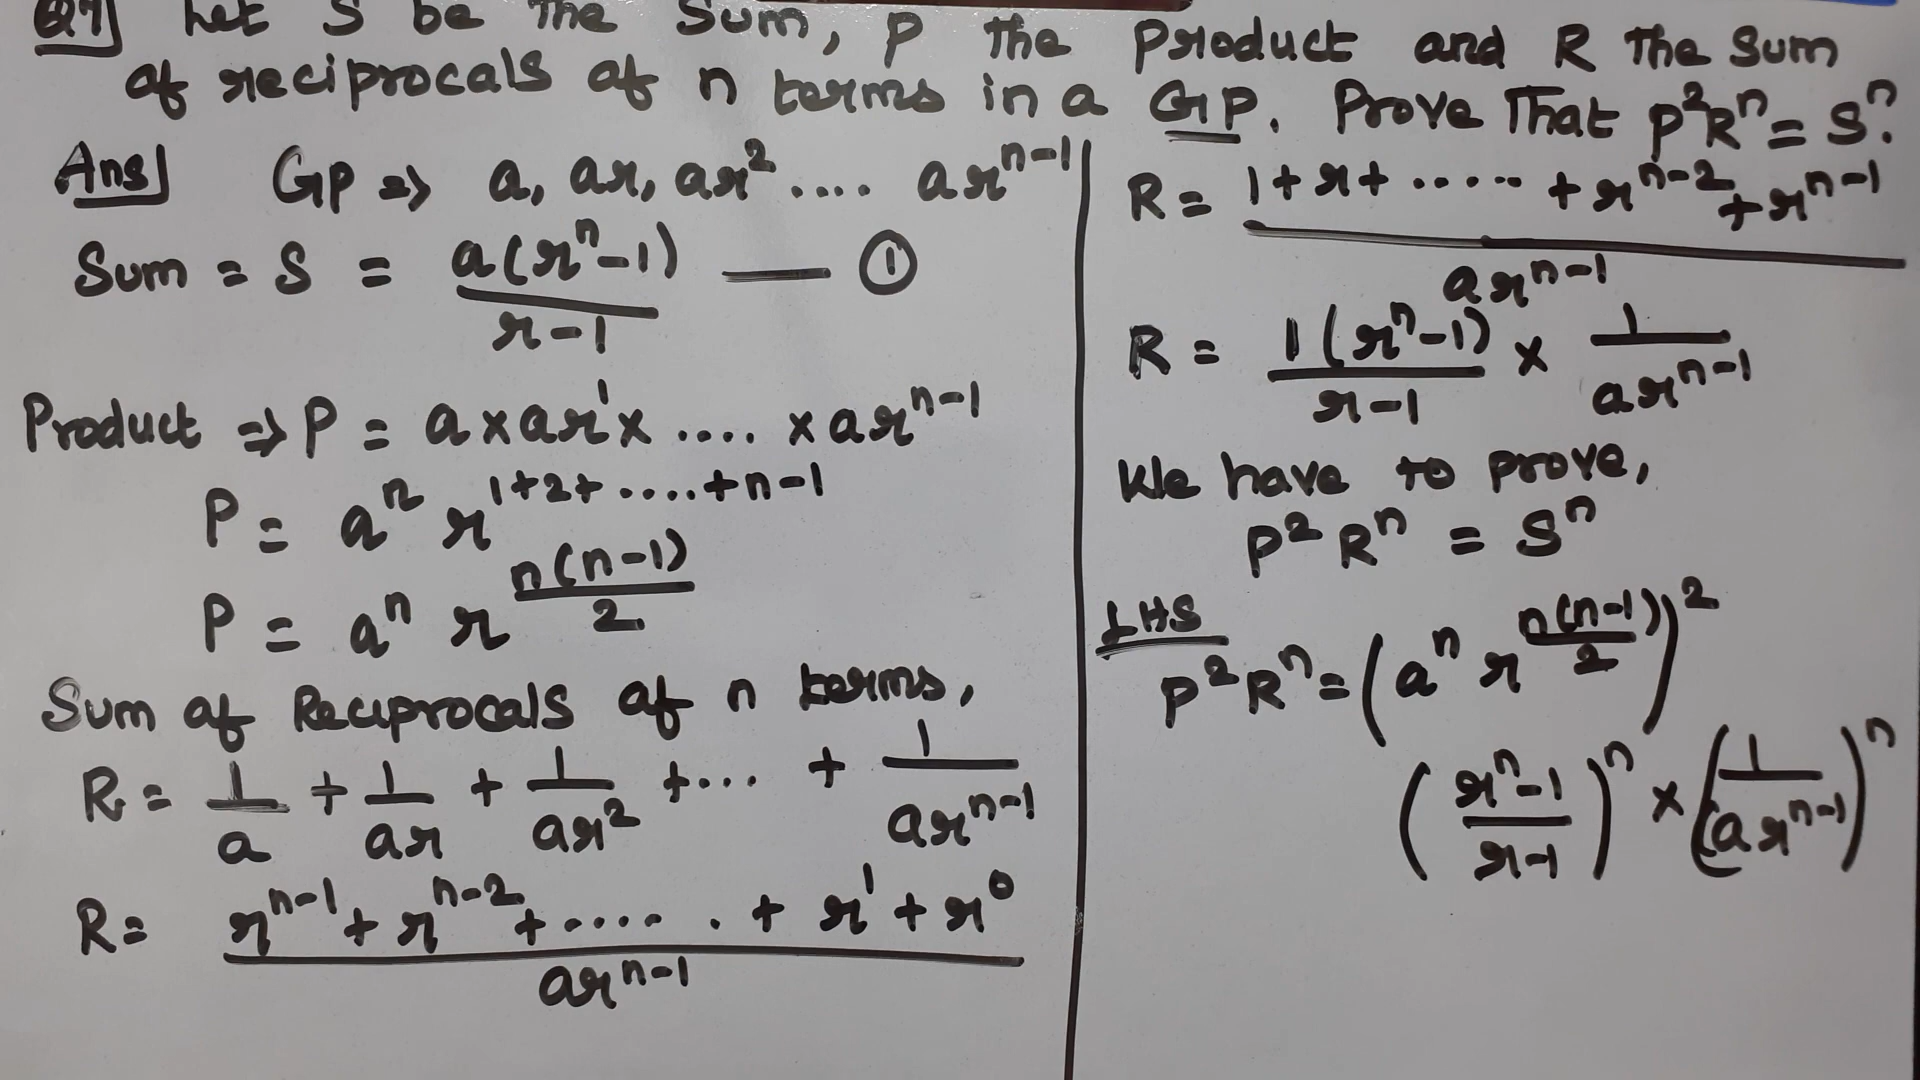 Q7] Let S be the Sum, P the Product and R the Sum
of reciprocals of n terms in a GP. Prove That P²Rⁿ = Sⁿ.
Ans] GP => a, ar, ar² .... arⁿ⁻¹
Sum = S = a(rⁿ-1) / r-1 —— ①
Product => P = a x ar¹ x .... x arⁿ⁻¹
P = aⁿ r^(1+2+....+n-1)
P = aⁿ r^(n(n-1)/2)
Sum of Reciprocals of n terms,
R = 1/a + 1/ar + 1/ar² + ... + 1/arⁿ⁻¹
R = rⁿ⁻¹ + rⁿ⁻² + ..... . + r¹ + r⁰ / arⁿ⁻¹
R = 1 + r + ..... + rⁿ⁻² + rⁿ⁻¹ / arⁿ⁻¹
R = 1(rⁿ-1) / r-1 x 1 / arⁿ⁻¹
We have to prove,
P² Rⁿ = Sⁿ
LHS
P² Rⁿ = (aⁿ r^(n(n-1)/2))²
(rⁿ-1 / r-1)ⁿ x (1 / (arⁿ⁻¹))ⁿ